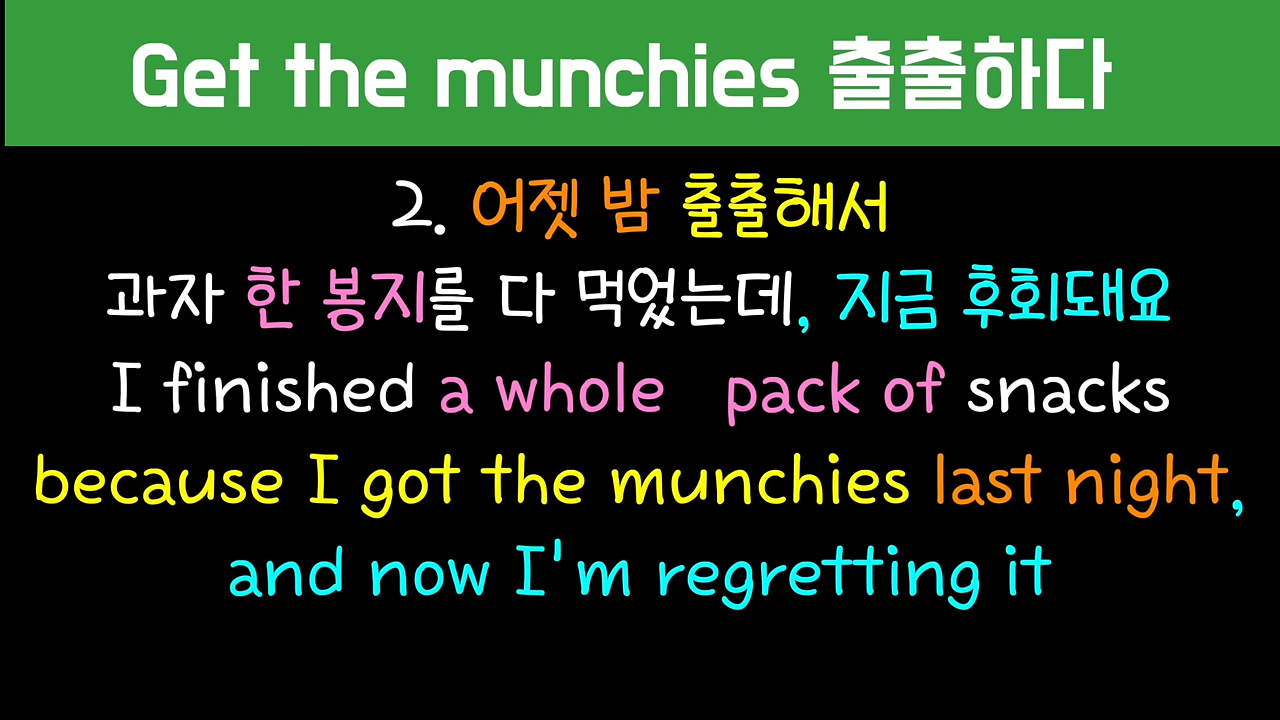 Get the munchies 출출하다
2. 어젯 밤 출출해서
과자 한 봉지를 다 먹었는데, 지금 후회돼요
I finished a whole pack of snacks
because I got the munchies last night,
and now I'm regretting it